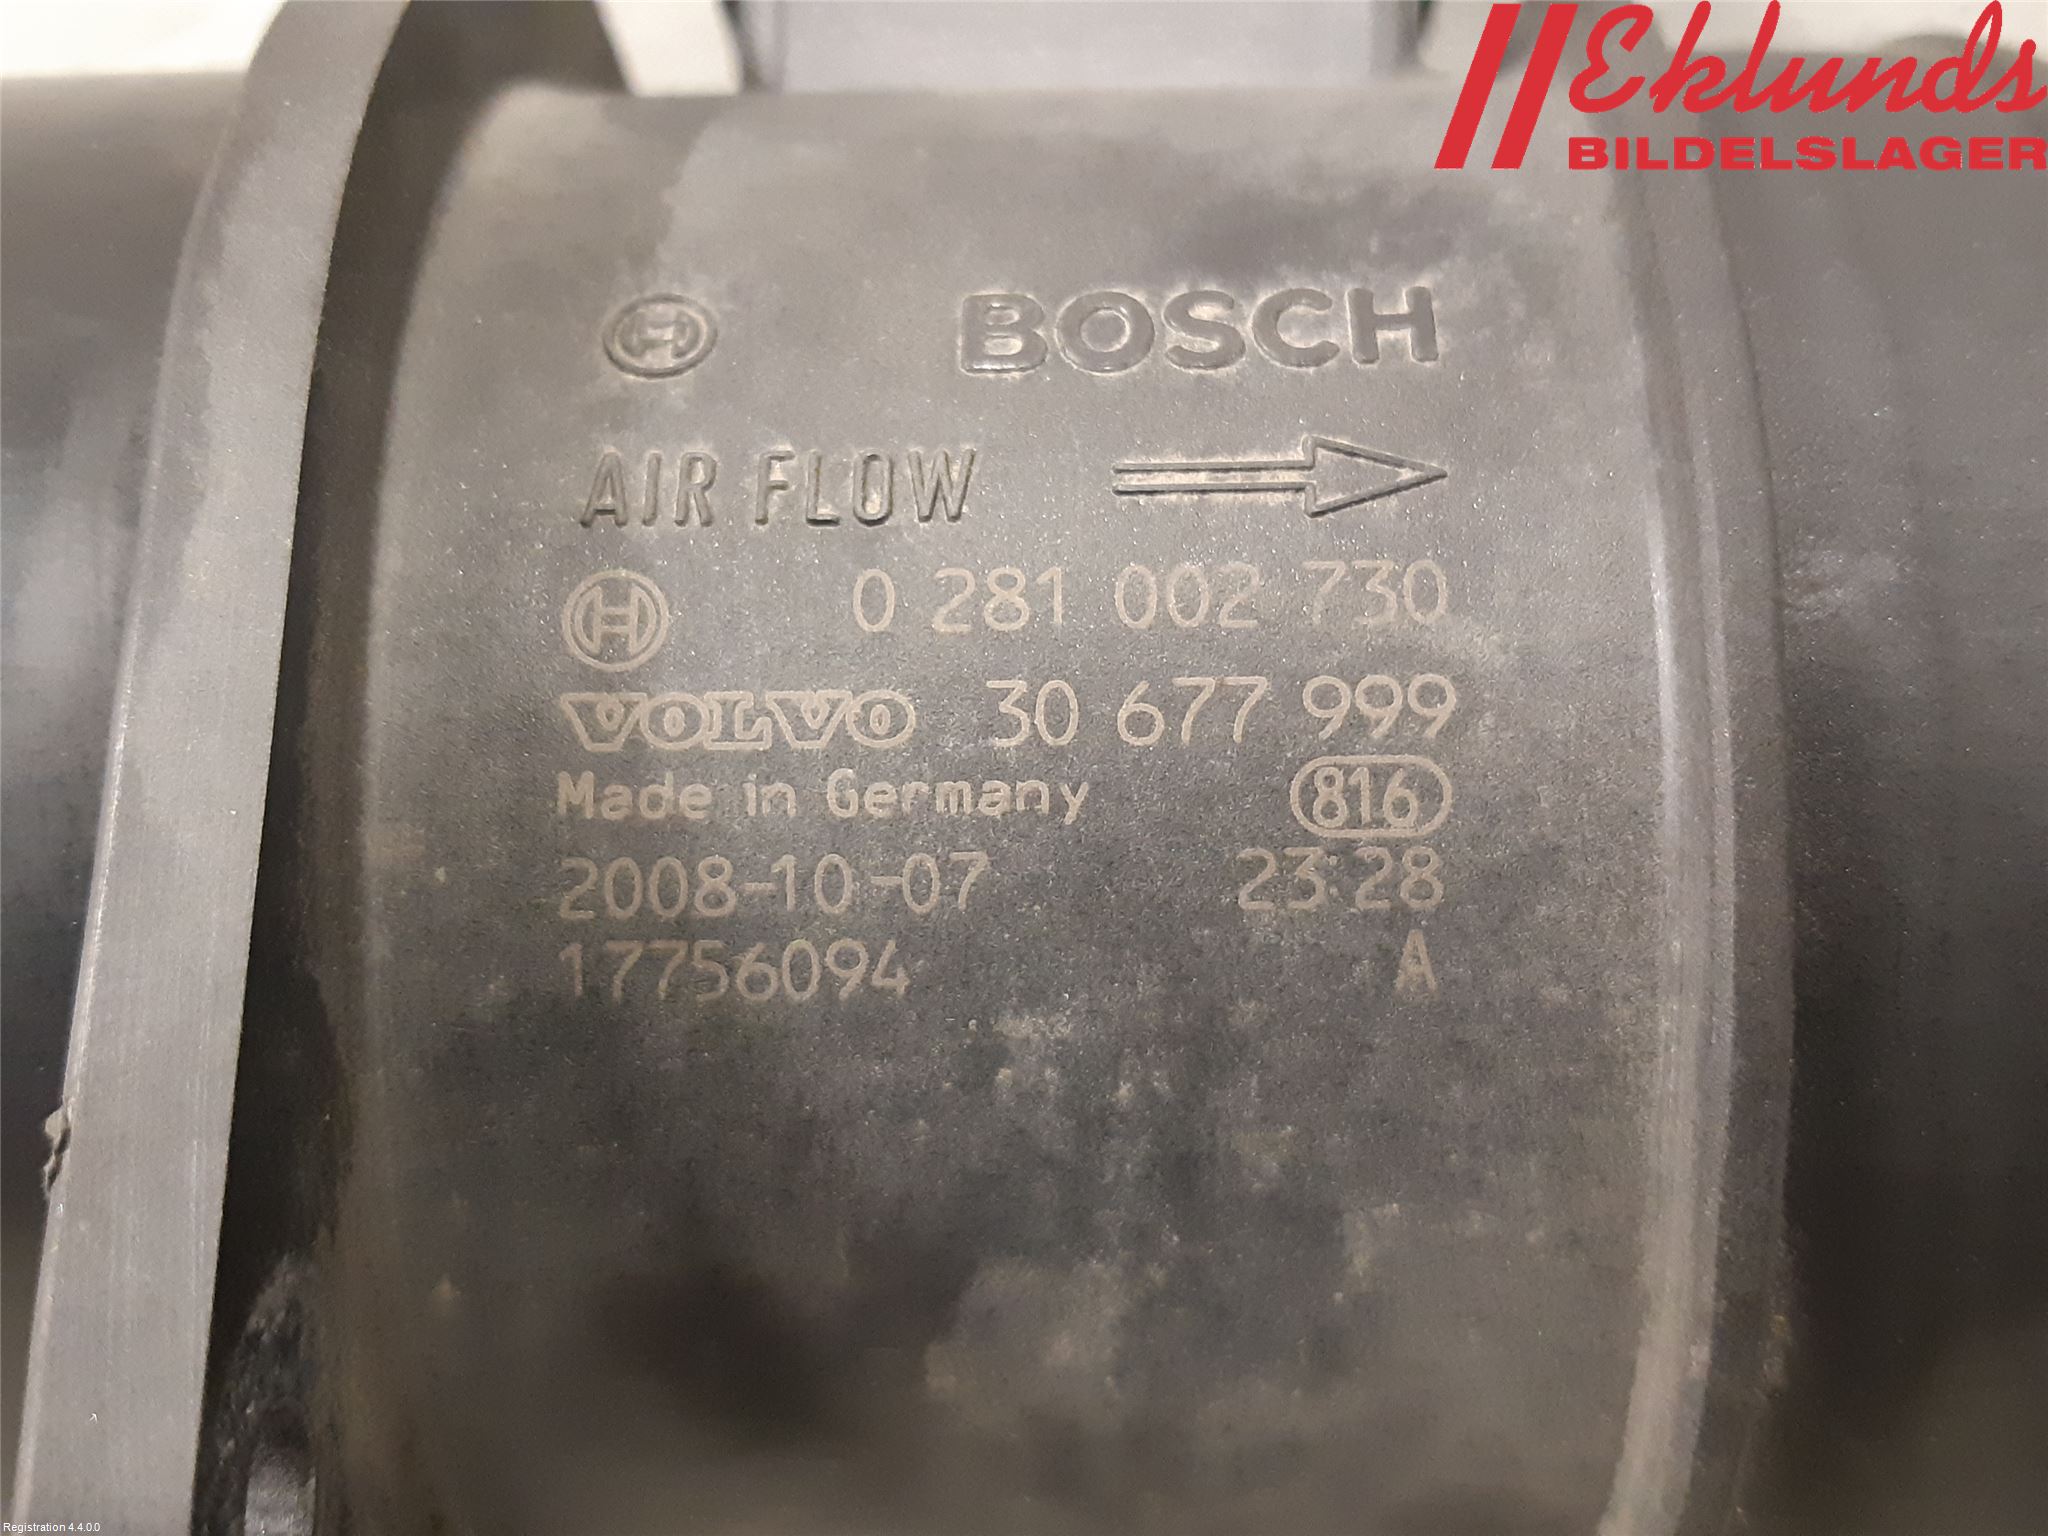 Eklunds
BILDELSLAGER
BOSCH
AIR FLOW
0 281 002 730
VOLVO 30 677 999
Made in Germany 816
2008-10-07 23:28
17756094 A
Registration 4.4.0.0